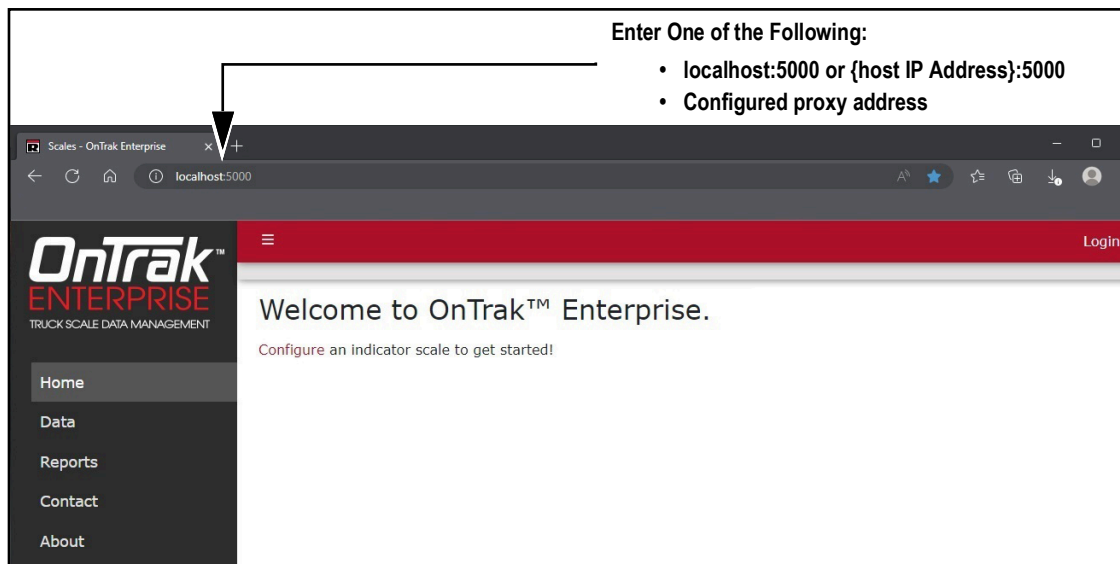 Enter One of the Following:
• localhost:5000 or {host IP Address}:5000
• Configured proxy address
Scales - OnTrak Enterprise
localhost:5000
OnTrak™
ENTERPRISE
TRUCK SCALE DATA MANAGEMENT
Login
Welcome to OnTrak™ Enterprise.
Configure an indicator scale to get started!
Home
Data
Reports
Contact
About